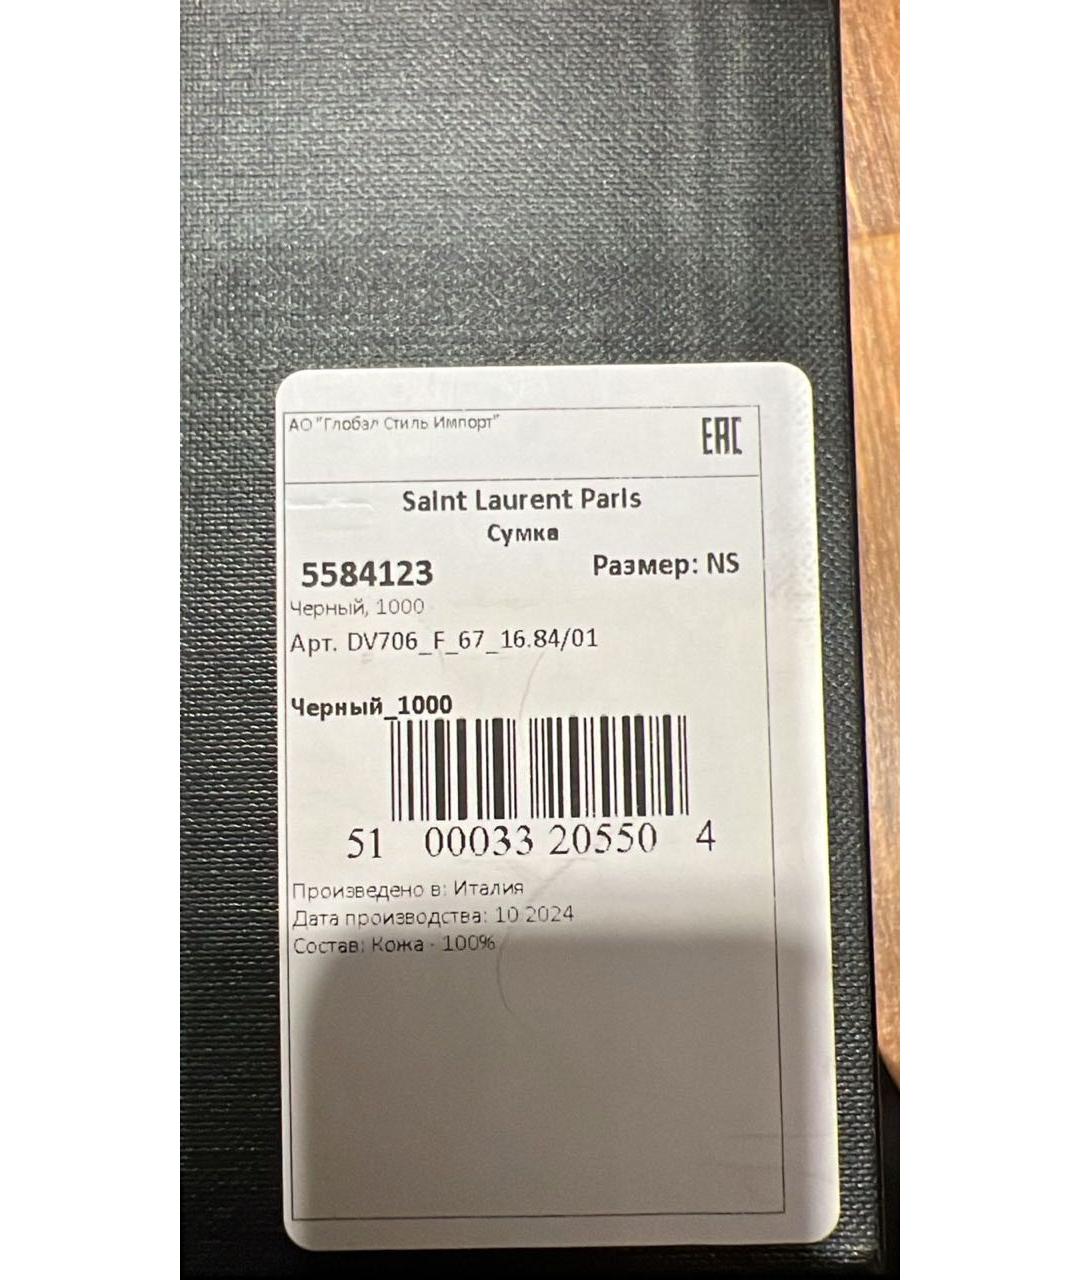 АО "Глобал Стиль Импорт"
EAC
Saint Laurent Paris
Сумка
5584123
Размер: NS
Черный, 1000
Арт. DV706_F_67_16.84/01
Черный_1000
51 00033 20550 4
Произведено в: Италия
Дата производства: 10 2024
Состав: Кожа - 100%